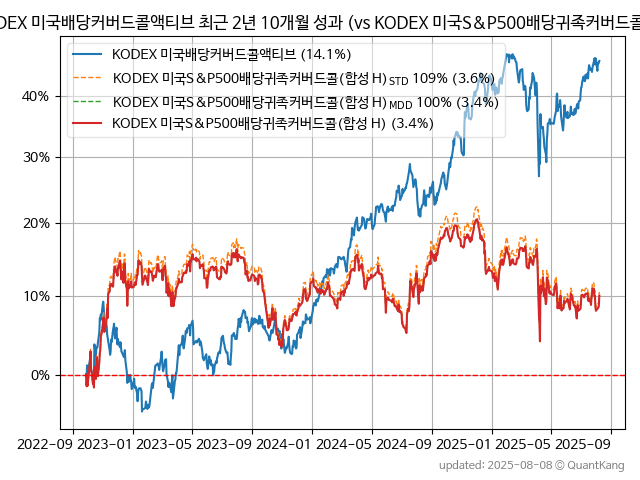 KODEX 미국배당커버드콜액티브 최근 2년 10개월 성과 (vs KODEX 미국S&P500배당귀족커버드콜
KODEX 미국배당커버드콜액티브 (14.1%)
KODEX 미국S&P500배당귀족커버드콜(합성 H) STD 109% (3.6%)
KODEX 미국S&P500배당귀족커버드콜(합성 H) MDD 100% (3.4%)
KODEX 미국S&P500배당귀족커버드콜(합성 H) (3.4%)
40%
30%
20%
10%
0%
2022-09 2023-01 2023-05 2023-09 2024-01 2024-05 2024-09 2025-01 2025-05 2025-09
updated: 2025-08-08 © QuantKang